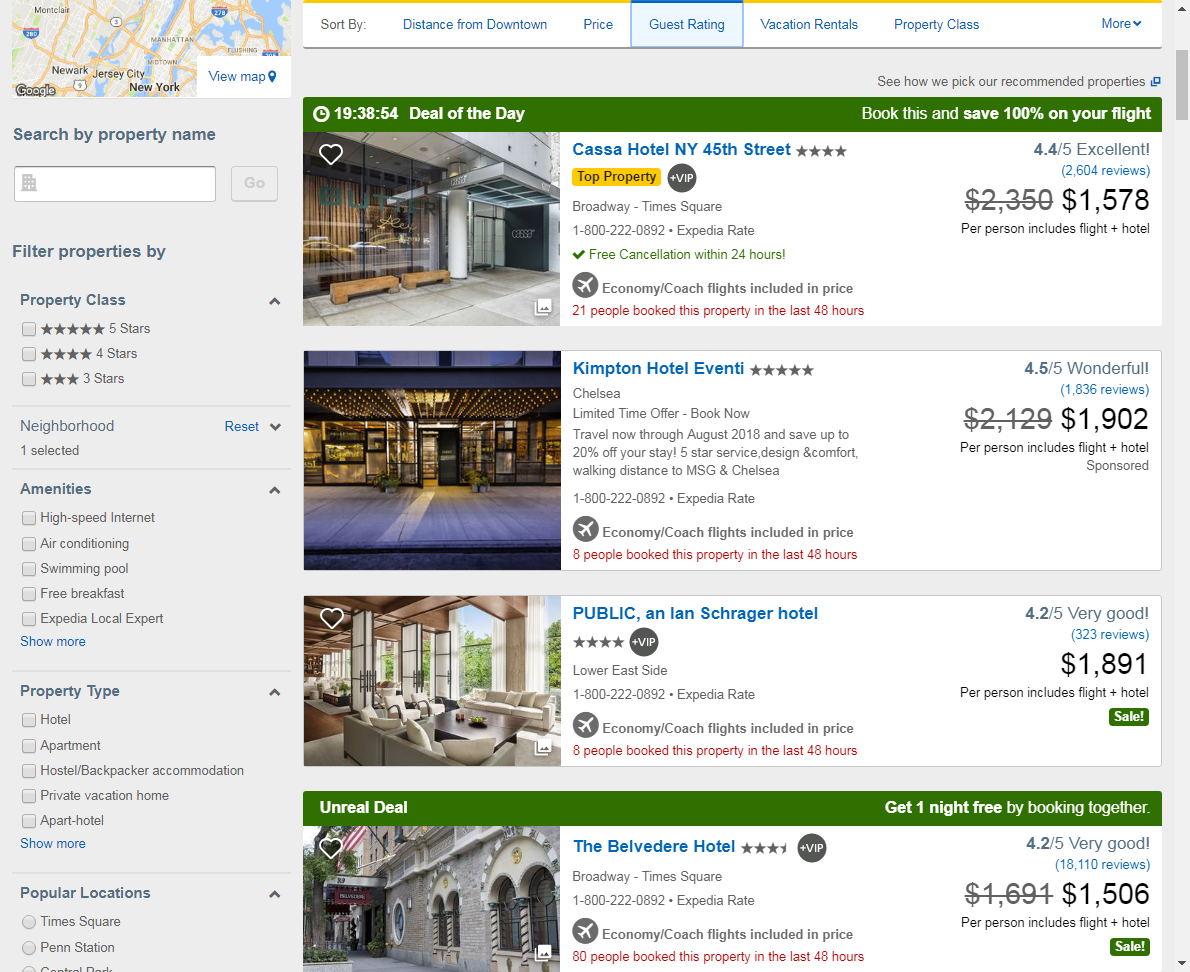 Montclair
3
278
280
MANHATTAN
FLUSHING
MIDTOWN
Newark
Jersey City
9
New York
Google
View map
Search by property name
Go
Filter properties by
Property Class
5 Stars
4 Stars
3 Stars
Neighborhood Reset
1 selected
Amenities
High-speed Internet
Air conditioning
Swimming pool
Free breakfast
Expedia Local Expert
Show more
Property Type
Hotel
Apartment
Hostel/Backpacker accommodation
Private vacation home
Apart-hotel
Show more
Popular Locations
Times Square
Penn Station
Central Park
Sort By: Distance from Downtown Price Guest Rating Vacation Rentals Property Class More
See how we pick our recommended properties
19:38:54 Deal of the Day Book this and save 100% on your flight
Cassa Hotel NY 45th Street
4.4/5 Excellent!
Top Property +VIP
(2,604 reviews)
$2,350 $1,578
Broadway - Times Square
Per person includes flight + hotel
1-800-222-0892 • Expedia Rate
Free Cancellation within 24 hours!
Economy/Coach flights included in price
21 people booked this property in the last 48 hours
Kimpton Hotel Eventi
4.5/5 Wonderful!
(1,836 reviews)
$2,129 $1,902
Chelsea
Limited Time Offer - Book Now
Travel now through August 2018 and save up to
20% off your stay! 5 star service,design &comfort,
walking distance to MSG & Chelsea
Per person includes flight + hotel
Sponsored
1-800-222-0892 • Expedia Rate
Economy/Coach flights included in price
8 people booked this property in the last 48 hours
PUBLIC, an Ian Schrager hotel
4.2/5 Very good!
(323 reviews)
+VIP
$1,891
Lower East Side
Per person includes flight + hotel
1-800-222-0892 • Expedia Rate
Sale!
Economy/Coach flights included in price
8 people booked this property in the last 48 hours
Unreal Deal Get 1 night free by booking together.
The Belvedere Hotel +VIP
4.2/5 Very good!
(18,110 reviews)
$1,691 $1,506
Broadway - Times Square
1-800-222-0892 • Expedia Rate
Per person includes flight + hotel
Sale!
Economy/Coach flights included in price
80 people booked this property in the last 48 hours